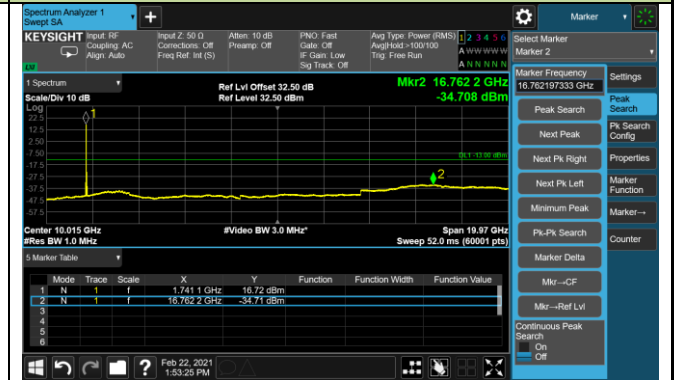 Spectrum Analyzer 1
Swept SA
+
Marker
KEYSIGHT
Input: RF
Coupling: AC
Align: Auto
Input Z: 50 Ω
Corrections: Off
Freq Ref: Int (S)
Atten: 10 dB
Preamp: Off
PNO: Fast
Gate: Off
IF Gain: Low
Sig Track: Off
Avg Type: Power (RMS)
Avg|Hold:>100/100
Trig: Free Run
1 2 3 4 5 6
A W W W W W
A N N N N N
LW
Select Marker
Marker 2
1 Spectrum
Scale/Div 10 dB
Ref Lvl Offset 32.50 dB
Ref Level 32.50 dBm
Mkr2 16.762 2 GHz
-34.708 dBm
Log
22.5
12.5
2.50
-7.50
-17.5
-27.5
-37.5
-47.5
-57.5
1
DL1 -13.00 dBm
2
Center 10.015 GHz
#Res BW 1.0 MHz
#Video BW 3.0 MHz*
Span 19.97 GHz
Sweep 52.0 ms (60001 pts)
5 Marker Table
Mode Trace Scale X Y Function Function Width Function Value
1 N 1 f 1.741 1 GHz 16.72 dBm
2 N 1 f 16.762 2 GHz -34.71 dBm
3
4
5
6
Marker Frequency
16.762197333 GHz
Peak Search
Next Peak
Next Pk Right
Next Pk Left
Minimum Peak
Pk-Pk Search
Marker Delta
Mkr→CF
Mkr→Ref Lvl
Continuous Peak
Search
On
Off
Settings
Peak
Search
Pk Search
Config
Properties
Marker
Function
Marker→
Counter
?
Feb 22, 2021
1:53:25 PM